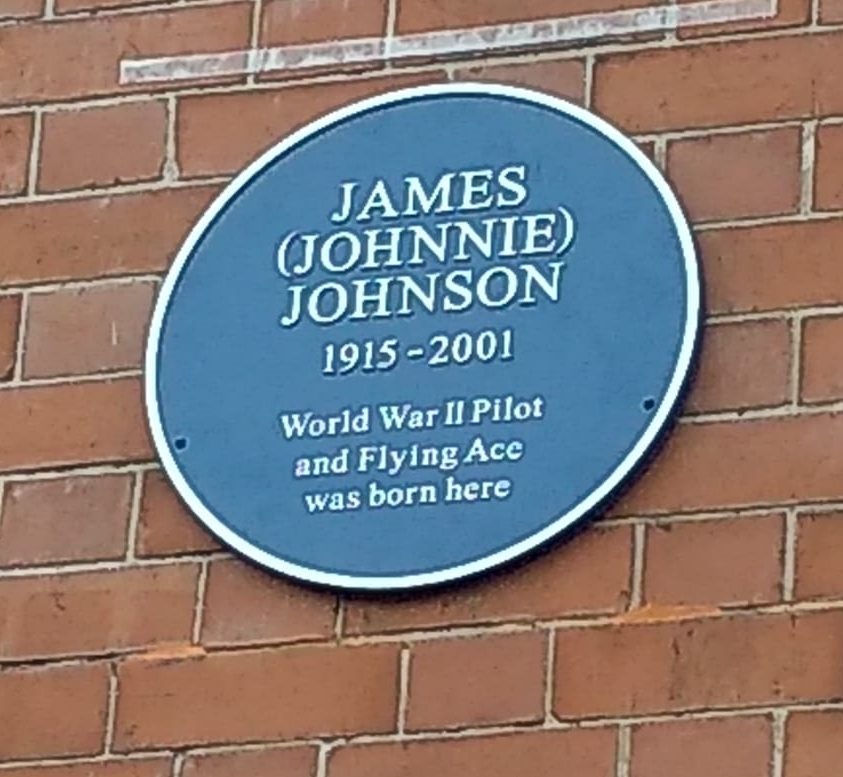 JAMES
(JOHNNIE)
JOHNSON
1915-2001
World War II Pilot
and Flying Ace
was born here